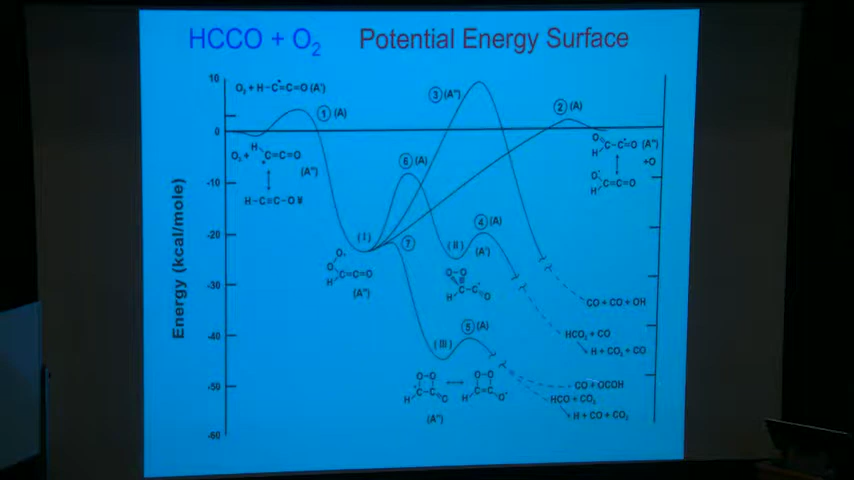 HCCO + O₂ Potential Energy Surface
Energy (kcal/mole)
10
0
-10
-20
-30
-40
-50
-60
O₂ + H-C=C=O (A')
① (A)
③ (A'')
② (A)
O₂ +
H
C=C=O
(A'')
H-C≡C-O
⑥ (A)
(I)
O
O
H
C=C=O
(A'')
⑦
(II)
④ (A)
(A')
O-O
H
C-C
O
(III)
⑤ (A)
O-O
C-C
H
O
O-O
C=C
H
O
(A'')
O
H
C-C=O (A'')
+O
O
H
C=C=O
CO + CO + OH
HCO₂ + CO
H + CO₂ + CO
CO + OCOH
HCO + CO₂
H + CO + CO₂